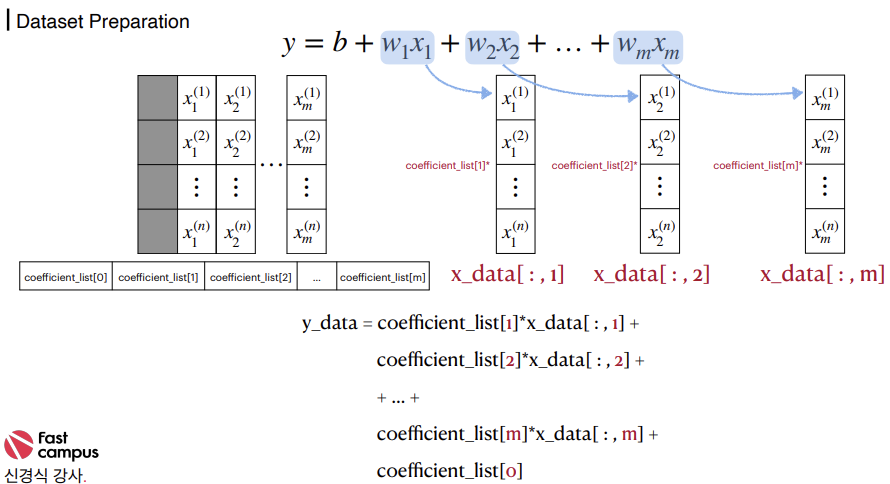 Dataset Preparation
y = b + w₁x₁ + w₂x₂ + … + wₘxₘ
x₁⁽¹⁾ x₂⁽¹⁾ xₘ⁽¹⁾ x₁⁽¹⁾ x₂⁽¹⁾ xₘ⁽¹⁾
x₁⁽²⁾ x₂⁽²⁾ xₘ⁽²⁾ x₁⁽²⁾ x₂⁽²⁾ xₘ⁽²⁾
…
coefficient_list[1]* coefficient_list[2]* coefficient_list[m]*
⋮ ⋮ ⋮ ⋮ ⋮ ⋮
x₁⁽ⁿ⁾ x₂⁽ⁿ⁾ xₘ⁽ⁿ⁾ x₁⁽ⁿ⁾ x₂⁽ⁿ⁾ xₘ⁽ⁿ⁾
coefficient_list[0] coefficient_list[1] coefficient_list[2] ... coefficient_list[m]
x_data[ : , 1] x_data[ : , 2] x_data[ : , m]
y_data = coefficient_list[1]*x_data[ : , 1] +
coefficient_list[2]*x_data[ : , 2] +
+ ... +
coefficient_list[m]*x_data[ : , m] +
coefficient_list[0]
Fast
campus
신경식 강사.